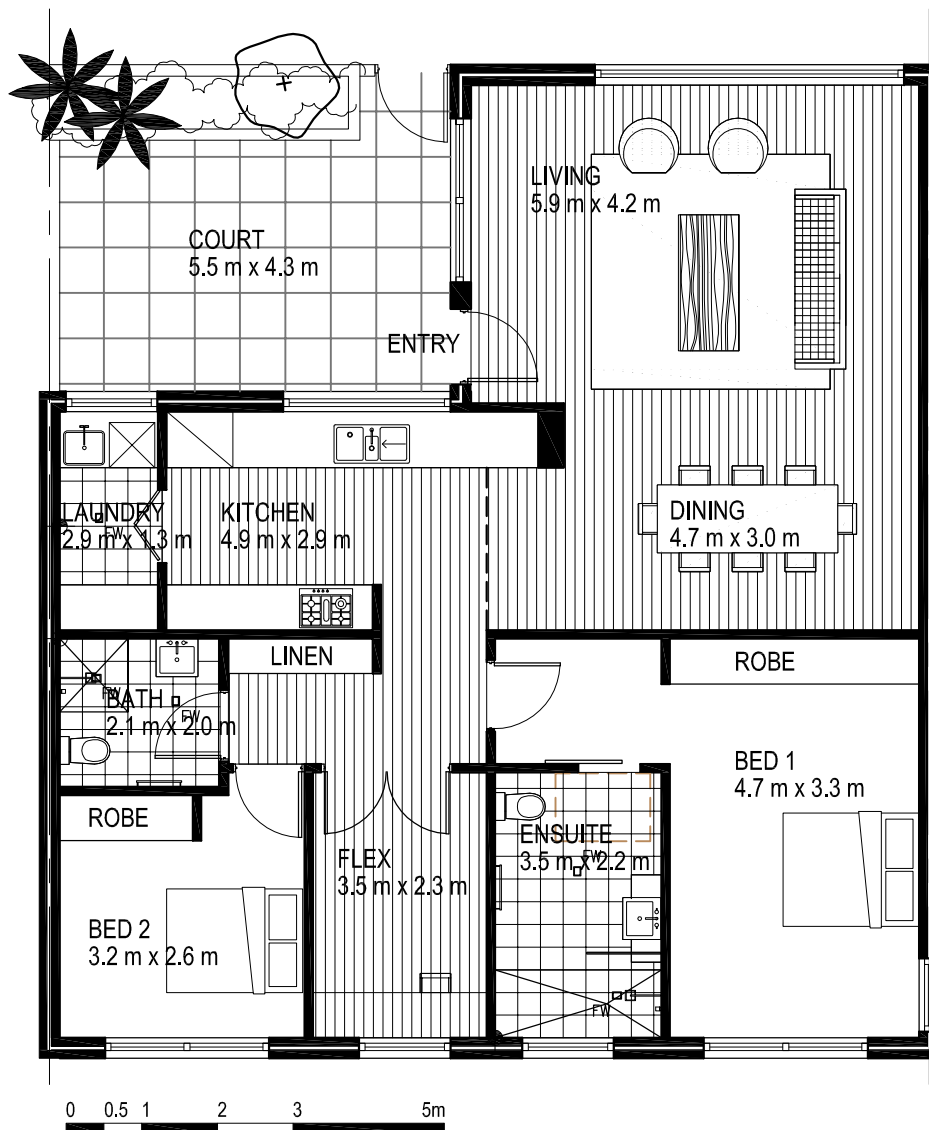 LIVING
5.9 m x 4.2 m
COURT
5.5 m x 4.3 m
ENTRY
LAUNDRY
2.9 m x 1.3 m
FW
KITCHEN
4.9 m x 2.9 m
DINING
4.7 m x 3.0 m
LINEN
ROBE
BATH
2.1 m x 2.0 m
FW
FW
BED 1
4.7 m x 3.3 m
ROBE
ENSUITE
3.5 m x 2.2 m
FW
FLEX
3.5 m x 2.3 m
BED 2
3.2 m x 2.6 m
FW
0 0.5 1 2 3 5m